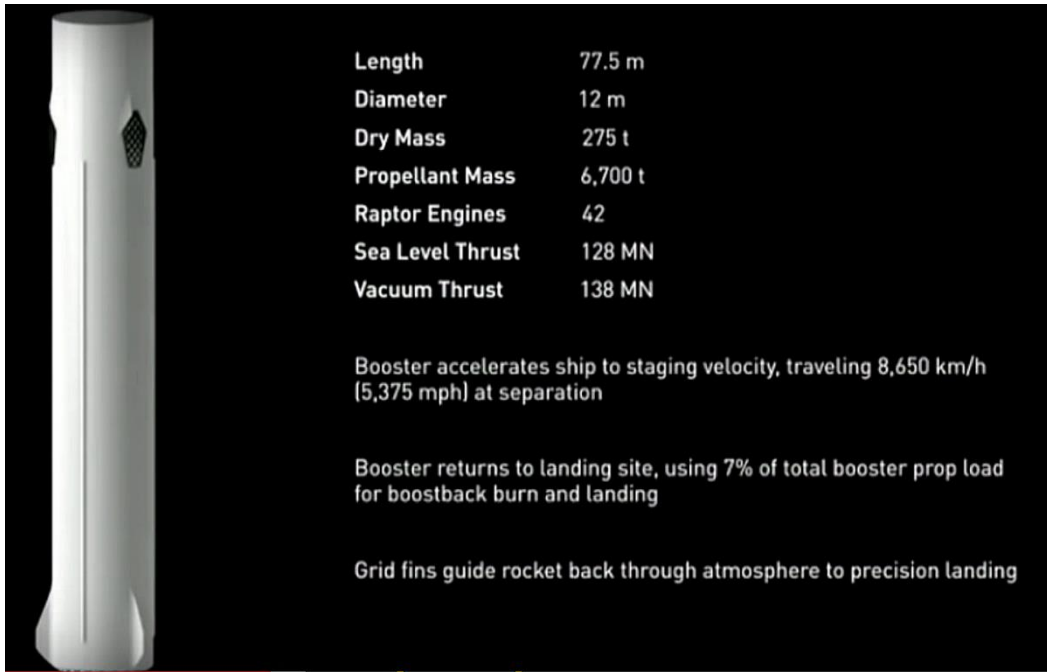 Length 77.5 m
Diameter 12 m
Dry Mass 275 t
Propellant Mass 6,700 t
Raptor Engines 42
Sea Level Thrust 128 MN
Vacuum Thrust 138 MN
Booster accelerates ship to staging velocity, traveling 8,650 km/h
(5,375 mph) at separation
Booster returns to landing site, using 7% of total booster prop load
for boostback burn and landing
Grid fins guide rocket back through atmosphere to precision landing